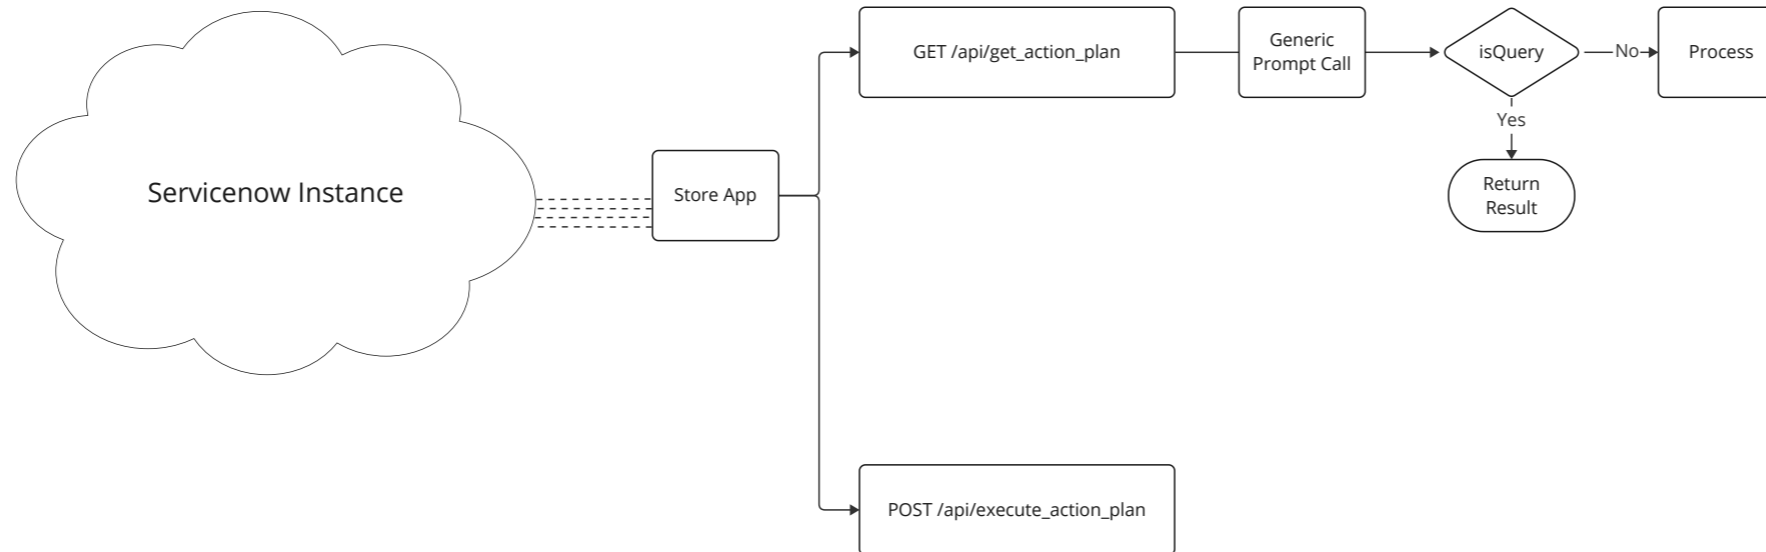 GET /api/get_action_plan
Generic
Prompt Call
isQuery
No
Process
Yes
Servicenow Instance
Store App
Return
Result
POST /api/execute_action_plan